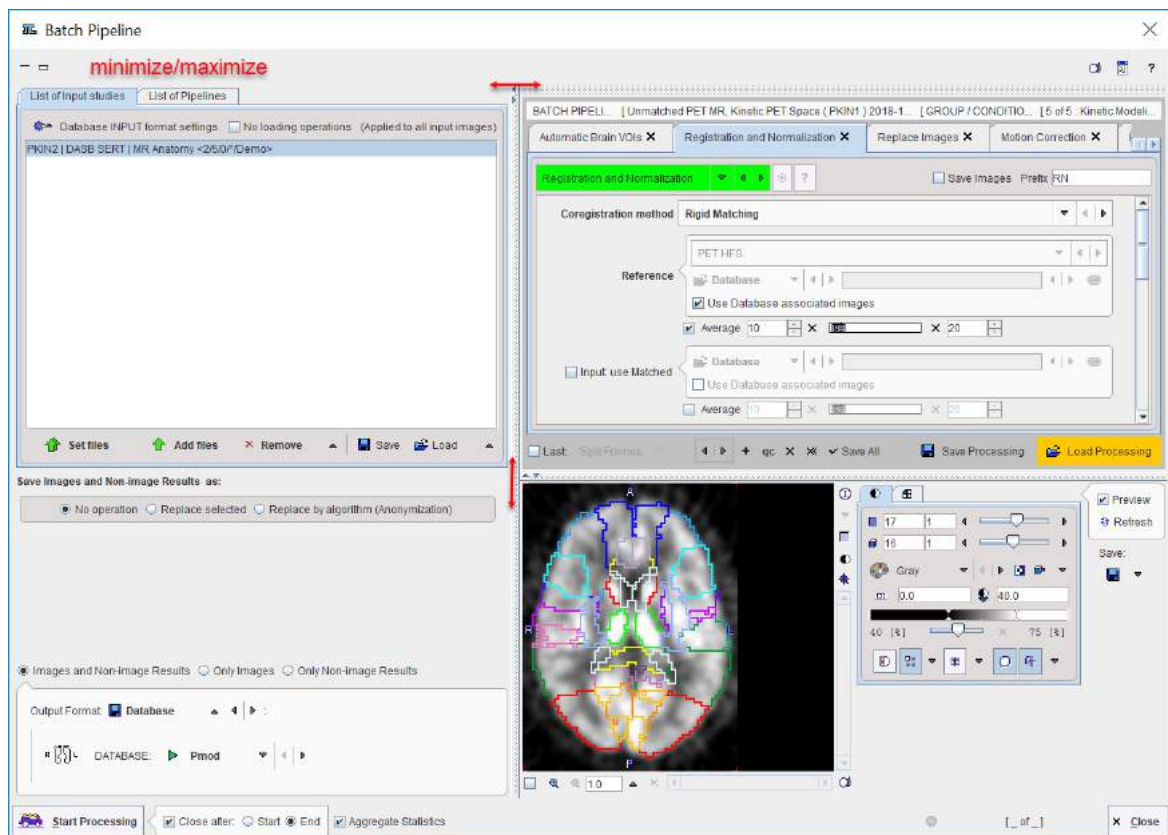 Batch Pipeline
minimize/maximize
?
List of Input studies List of Pipelines
Database INPUT format settings No loading operations (Applied to all input images)
PKIN2 | DASB SERT | MR Anatomy <2/5/0/*/Demo>
Set files Add files Remove Save Load
Save Images and Non-image Results as:
No operation Replace selected Replace by algorithm (Anonymization)
Images and Non-image Results Only Images Only Non-image Results
Output Format: Database :
R L DATABASE: Pmod
BATCH PIPELI... [ Unmatched PET MR, Kinetic PET Space ( PKIN1 ) 2018-1... [ GROUP / CONDITIO... [ 5 of 5 : Kinetic Modeli...
Automatic Brain VOIs Registration and Normalization Replace Images Motion Correction
Registration and Normalization ? Save Images Prefix RN
Coregistration method Rigid Matching
PET HFS
Reference Database
Use Database associated images
Average 10 20
Input: use Matched Database
Use Database associated images
Average 10 20
Last: Split Frames + qc Save All Save Processing Load Processing
A
R L
P
1.0
17 1
16 1
Gray
0.0 40.0
40 [%] 75 [%]
Preview
Refresh
Save:
Start Processing Close after: Start End Aggregate Statistics [ _ of _ ] Close